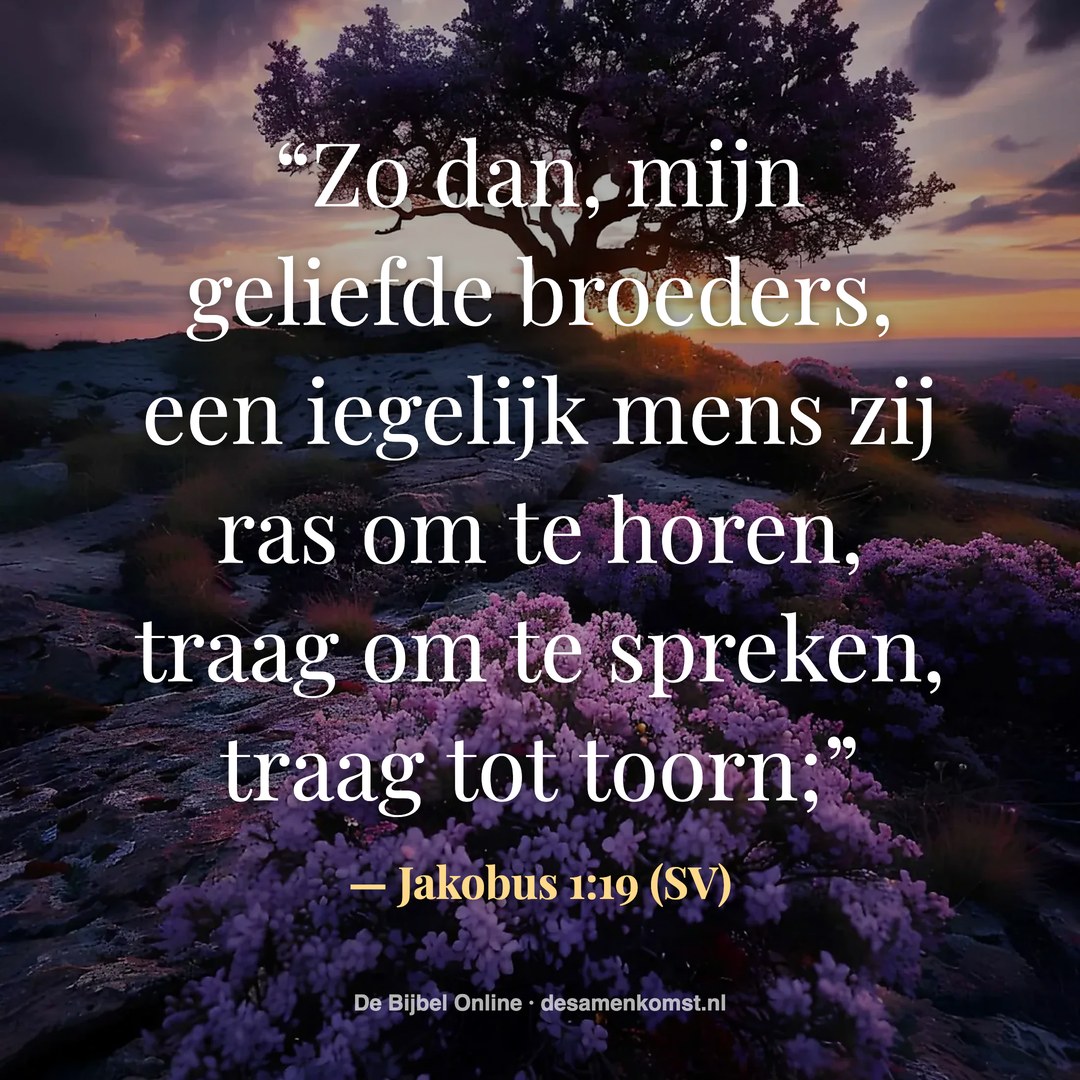 “Zo dan, mijn
geliefde broeders,
een iegelijk mens zij
ras om te horen,
traag om te spreken,
traag tot toorn;”
— Jakobus 1:19 (SV)
De Bijbel Online · desamenkomst.nl